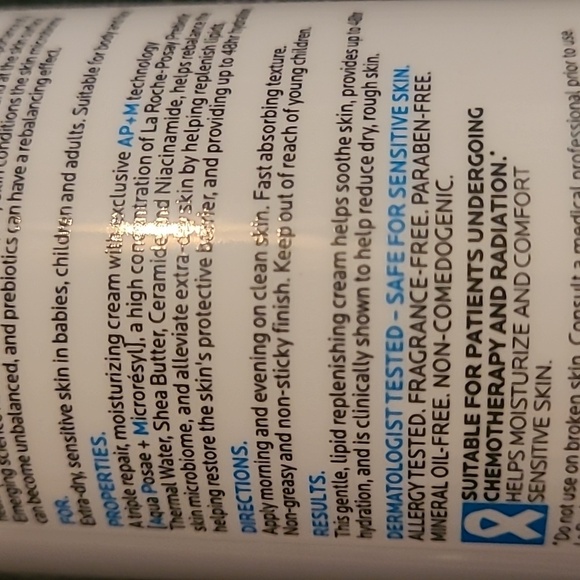 can become unbalanced, and prebiotics can have a rebalancing effect.
FOR.
Extra-dry, sensitive skin in babies, children and adults. Suitable for body
PROPERTIES.
A triple repair, moisturizing cream with exclusive AP+M technology
[Aqua Posae + Microrésyl], a high concentration of La Roche-Posay
Thermal Water, Shea Butter, Ceramide and Niacinamide, helps rebalance
skin microbiome, and alleviate extra-dry skin by helping replenish lipids,
helping restore the skin's protective barrier, and providing up to 48hr
DIRECTIONS.
Apply morning and evening on clean skin. Fast absorbing texture.
Non-greasy and non-sticky finish. Keep out of reach of young children.
RESULTS.
This gentle, lipid replenishing cream helps soothe skin, provides up to 48hr
hydration, and is clinically shown to help reduce dry, rough skin.
DERMATOLOGIST TESTED - SAFE FOR SENSITIVE SKIN.
ALLERGY TESTED. FRAGRANCE-FREE. PARABEN-FREE.
MINERAL OIL-FREE. NON-COMEDOGENIC.
SUITABLE FOR PATIENTS UNDERGOING
CHEMOTHERAPY AND RADIATION.*
HELPS MOISTURIZE AND COMFORT
SENSITIVE SKIN.
*Do not use on broken skin. Consult a medical professional prior to use